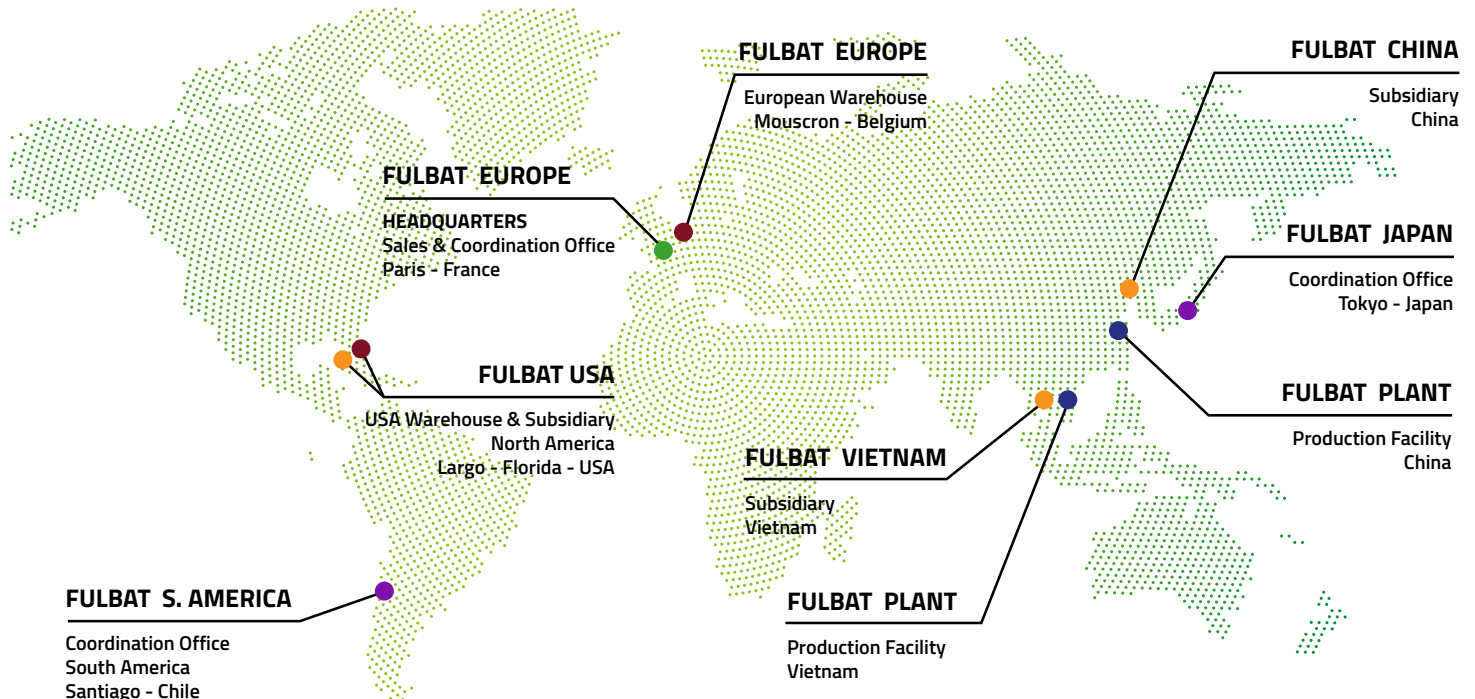 FULBAT EUROPE
European Warehouse
Mouscron - Belgium
FULBAT CHINA
Subsidiary
China
FULBAT EUROPE
HEADQUARTERS
Sales & Coordination Office
Paris - France
FULBAT JAPAN
Coordination Office
Tokyo - Japan
FULBAT USA
USA Warehouse & Subsidiary
North America
Largo - Florida - USA
FULBAT PLANT
Production Facility
China
FULBAT VIETNAM
Subsidiary
Vietnam
FULBAT S. AMERICA
Coordination Office
South America
Santiago - Chile
FULBAT PLANT
Production Facility
Vietnam